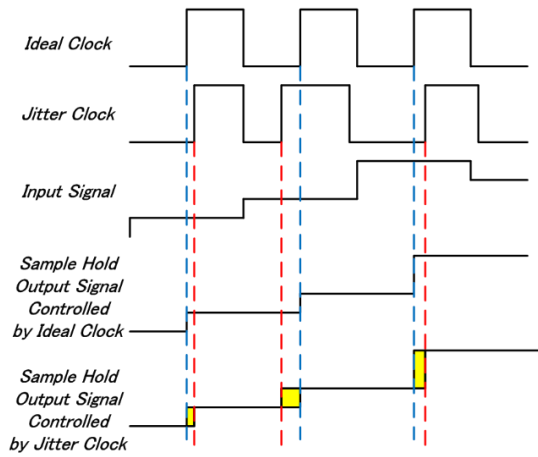 Ideal Clock
Jitter Clock
Input Signal
Sample Hold
Output Signal
Controlled
by Ideal Clock
Sample Hold
Output Signal
Controlled
by Jitter Clock